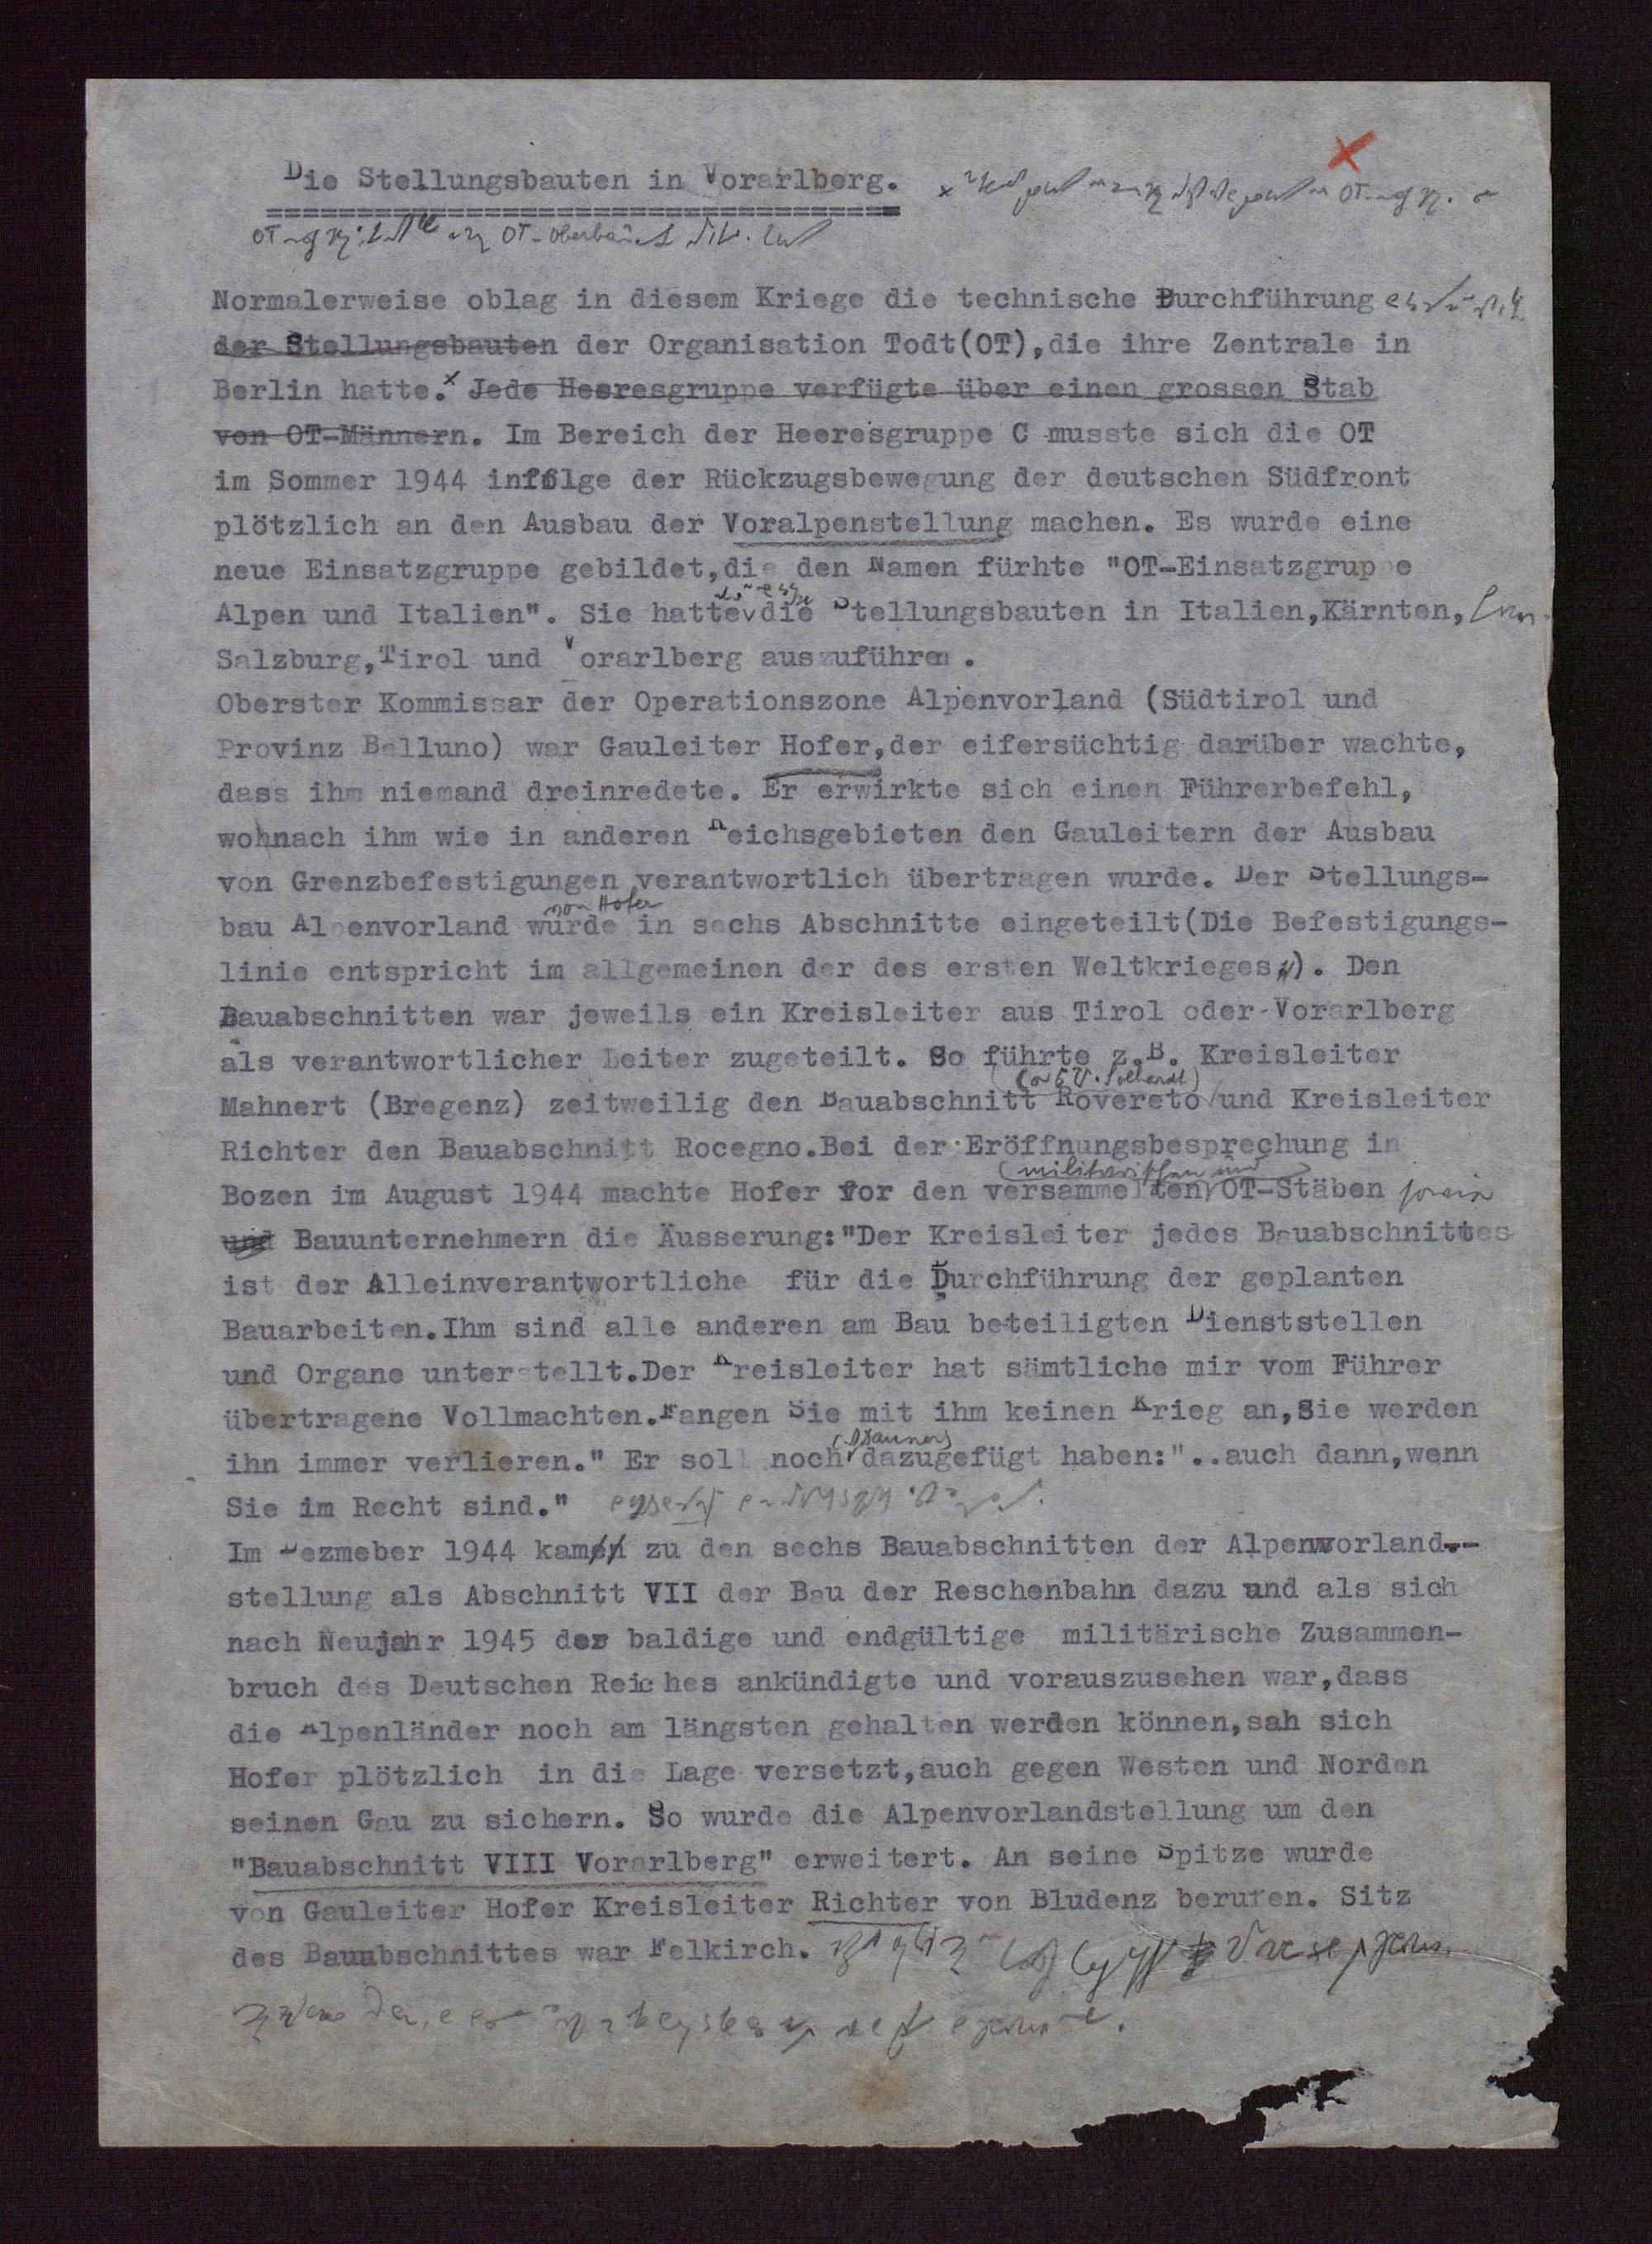 Die Stellungsbauten in Vorarlberg.
OT
OT OT-Oberbau
Normalerweise oblag in diesem Kriege die technische Durchführung
der Stellungsbauten der Organisation Todt(OT),die ihre Zentrale in
Berlin hatte.x Jede Heeresgruppe verfügte über einen grossen Stab
von OT-Männern. Im Bereich der Heeresgruppe C musste sich die OT
im Sommer 1944 infolge der Rückzugsbewegung der deutschen Südfront
plötzlich an den Ausbau der Voralpenstellung machen. Es wurde eine
neue Einsatzgruppe gebildet,die den Namen fürhte "OT-Einsatzgruppe
Alpen und Italien". Sie hatte die Stellungsbauten in Italien,Kärnten,
Salzburg,Tirol und Vorarlberg auszuführen.
Oberster Kommissar der Operationszone Alpenvorland (Südtirol und
Provinz Belluno) war Gauleiter Hofer,der eifersüchtig darüber wachte,
dass ihm niemand dreinredete. Er erwirkte sich einen Führerbefehl,
wohnach ihm wie in anderen Reichsgebieten den Gauleitern der Ausbau
von Grenzbefestigungen verantwortlich übertragen wurde. Der Stellungs-
von Hofer
bau Alpenvorland wurde in sechs Abschnitte eingeteilt(Die Befestigungs-
linie entspricht im allgemeinen der des ersten Weltkrieges). Den
Bauabschnitten war jeweils ein Kreisleiter aus Tirol oder Vorarlberg
als verantwortlicher Leiter zugeteilt. So führte z.B. Kreisleiter
Mahnert (Bregenz) zeitweilig den Bauabschnitt Rovereto und Kreisleiter
Richter den Bauabschnitt Rocegno.Bei der Eröffnungsbesprechung in
(militärischen und
Bozen im August 1944 machte Hofer vor den versammelten OT-Stäben sowie
und Bauunternehmern die Äusserung:"Der Kreisleiter jedes Bauabschnittes
ist der Alleinverantwortliche für die Durchführung der geplanten
Bauarbeiten.Ihm sind alle anderen am Bau beteiligten Dienststellen
und Organe unterstellt.Der Kreisleiter hat sämtliche mir vom Führer
übertragene Vollmachten.Fangen Sie mit ihm keinen Krieg an,Sie werden
ihn immer verlieren." Er soll noch dazugefügt haben:"..auch dann,wenn
Sie im Recht sind."
Im Dezmeber 1944 kamen zu den sechs Bauabschnitten der Alpenvorland--
stellung als Abschnitt VII der Bau der Reschenbahn dazu und als sich
nach Neujahr 1945 der baldige und endgültige militärische Zusammen-
bruch des Deutschen Reiches ankündigte und vorauszusehen war,dass
die Alpenländer noch am längsten gehalten werden können,sah sich
Hofer plötzlich in die Lage versetzt,auch gegen Westen und Norden
seinen Gau zu sichern. So wurde die Alpenvorlandstellung um den
"Bauabschnitt VIII Vorarlberg" erweitert. An seine Spitze wurde
von Gauleiter Hofer Kreisleiter Richter von Bludenz berufen. Sitz
des Bauabschnittes war Felkirch.